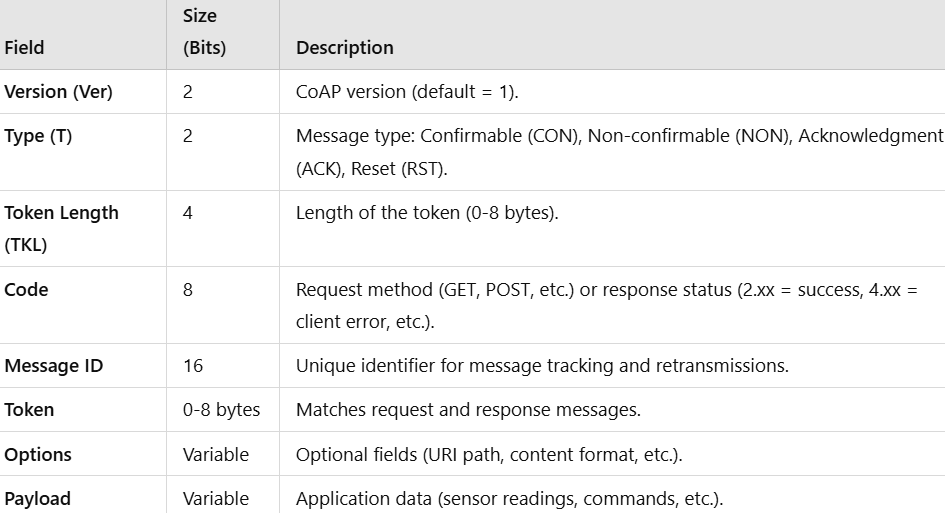 Field Size (Bits) Description
Version (Ver) 2 CoAP version (default = 1).
Type (T) 2 Message type: Confirmable (CON), Non-confirmable (NON), Acknowledgment
(ACK), Reset (RST).
Token Length (TKL) 4 Length of the token (0-8 bytes).
Code 8 Request method (GET, POST, etc.) or response status (2.xx = success, 4.xx =
client error, etc.).
Message ID 16 Unique identifier for message tracking and retransmissions.
Token 0-8 bytes Matches request and response messages.
Options Variable Optional fields (URI path, content format, etc.).
Payload Variable Application data (sensor readings, commands, etc.).